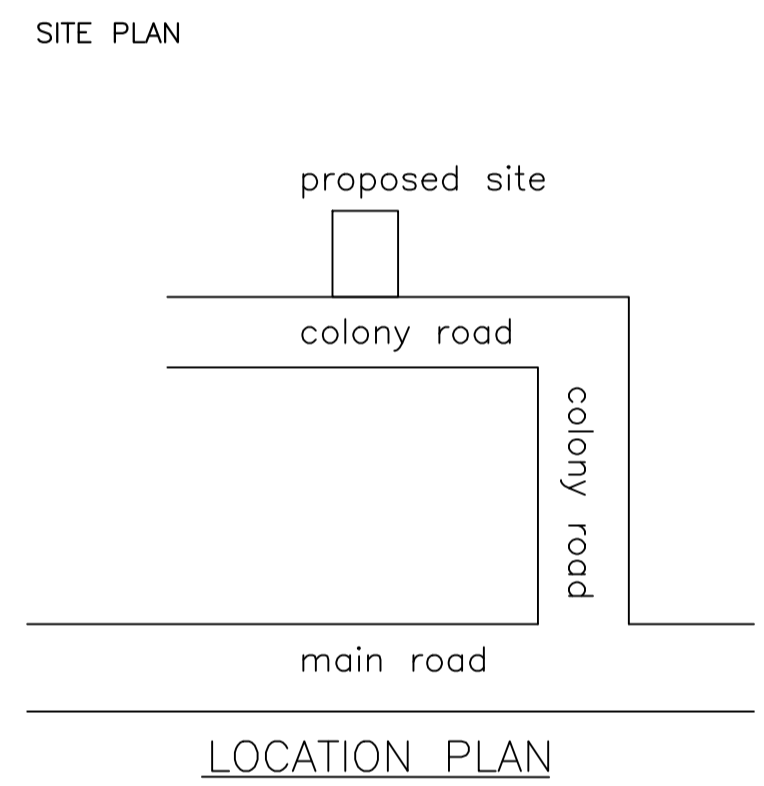 SITE PLAN
proposed site
colony road
colony road
main road
LOCATION PLAN